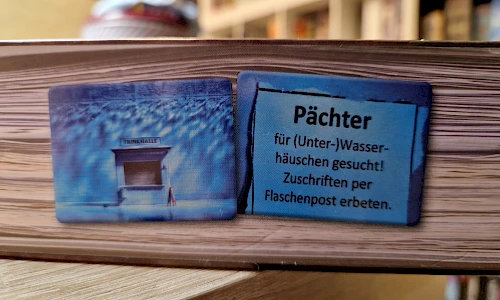 TRINKHALLE
Pächter
für (Unter-)Wasser-
häuschen gesucht!
Zuschriften per
Flaschenpost erbeten.